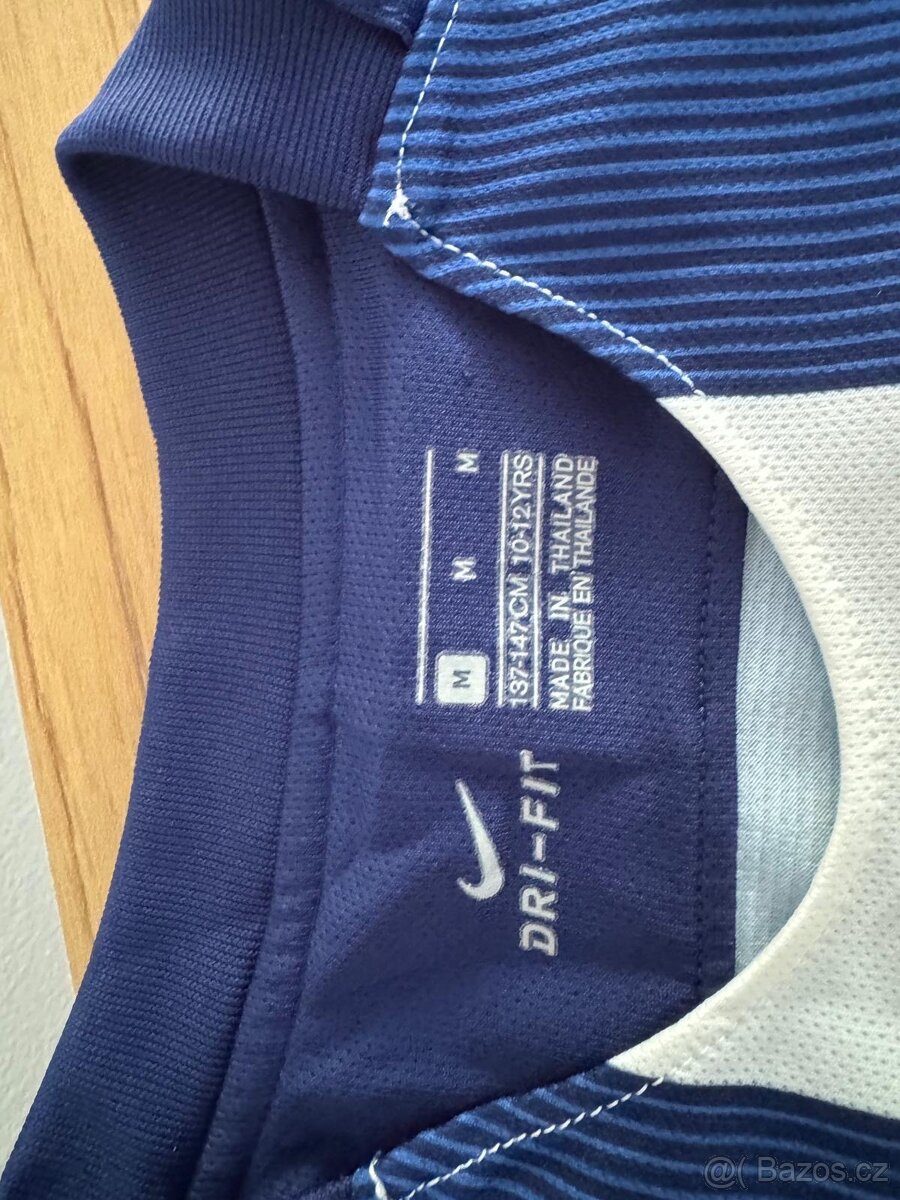 M M M
137-147CM 10-12YRS
MADE IN THAILAND
FABRIQUE EN THAILANDE
DRI-FIT
@( Bazos.cz